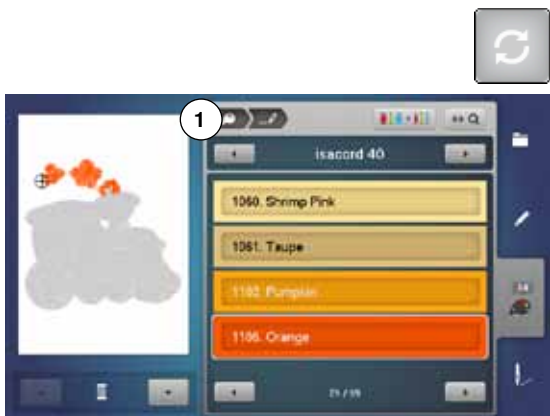 1
isacord 40
1060. Shrimp Pink
1061. Taupe
1102. Pumpkin
1106. Orange